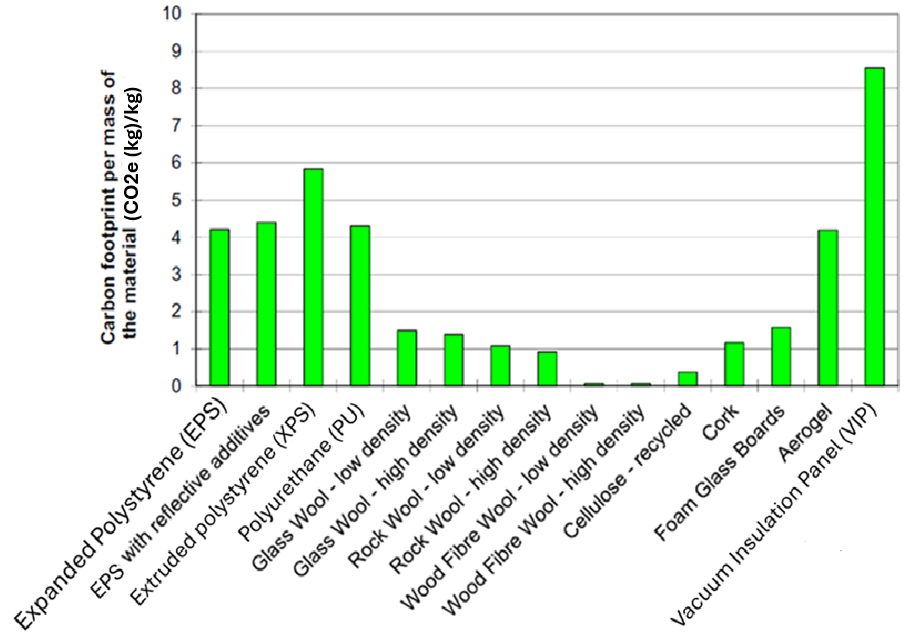 10
9
8
7
6
5
4
3
2
1
0
Carbon footprint per mass of
the material (CO2e (kg)/kg)
Expanded Polystyrene (EPS)
EPS with reflective additives
Extruded polystyrene (XPS)
Polyurethane (PU)
Glass Wool - low density
Glass Wool - high density
Rock Wool - low density
Rock Wool - high density
Wood Fibre Wool - low density
Wood Fibre Wool - high density
Cellulose - recycled
Cork
Foam Glass Boards
Aerogel
Vacuum Insulation Panel (VIP)